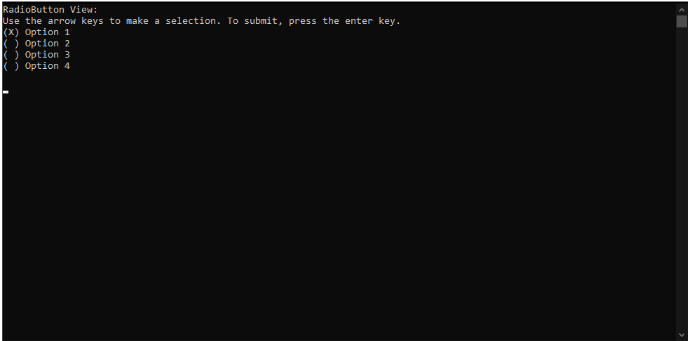 RadioButton View:
Use the arrow keys to make a selection. To submit, press the enter key.
(X) Option 1
( ) Option 2
( ) Option 3
( ) Option 4